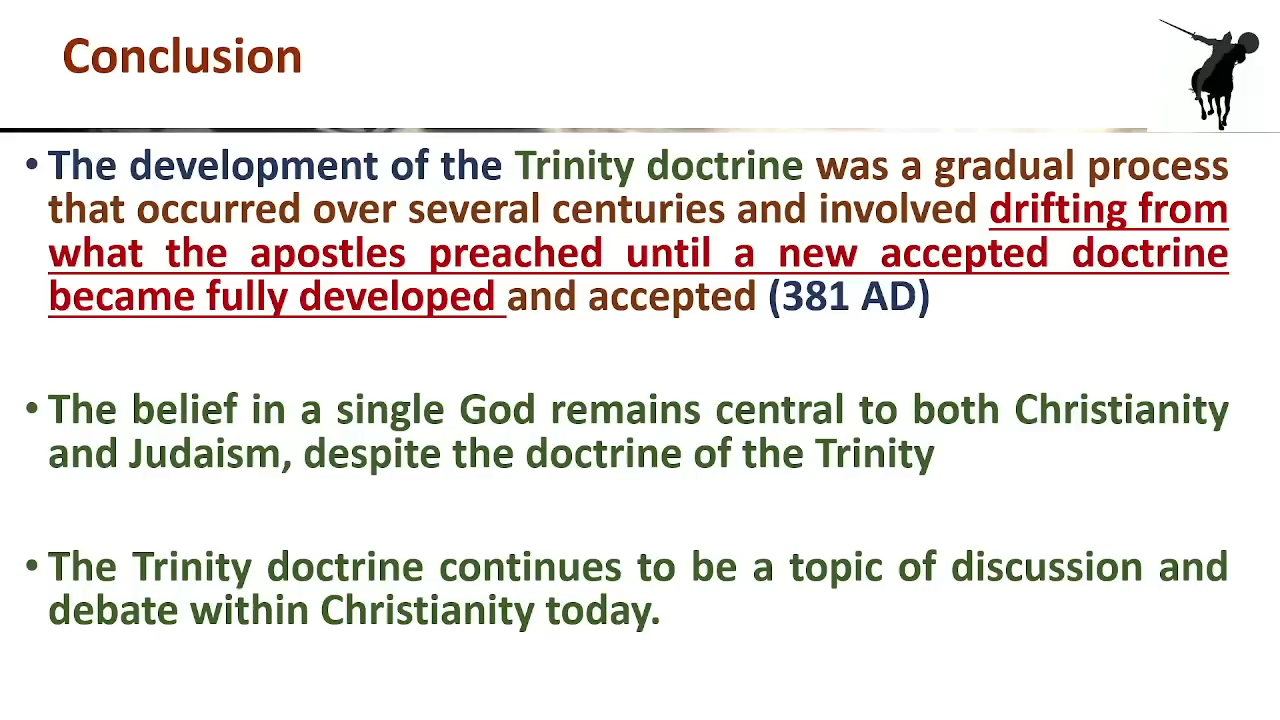 Conclusion
• The development of the Trinity doctrine was a gradual process
that occurred over several centuries and involved drifting from
what the apostles preached until a new accepted doctrine
became fully developed and accepted (381 AD)
• The belief in a single God remains central to both Christianity
and Judaism, despite the doctrine of the Trinity
• The Trinity doctrine continues to be a topic of discussion and
debate within Christianity today.